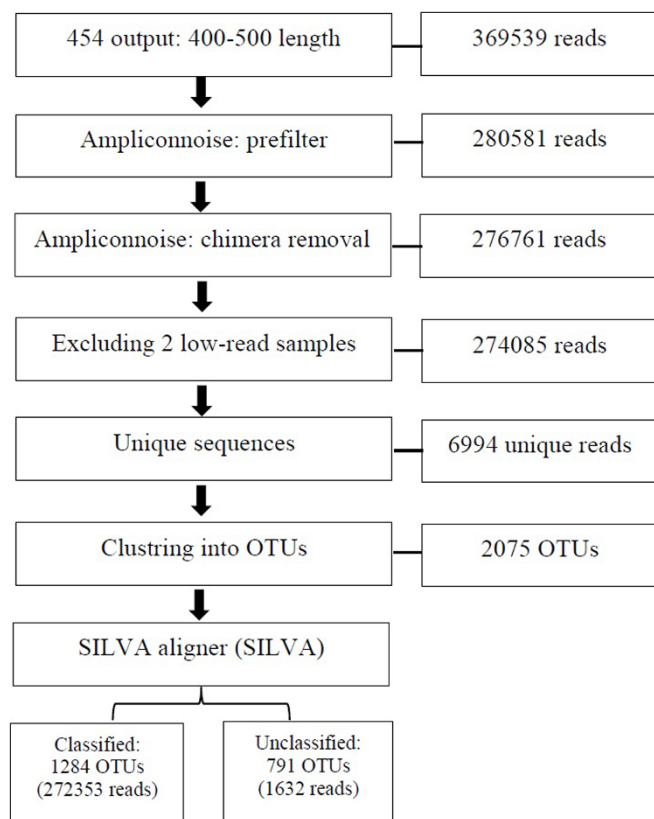 454 output: 400-500 length
369539 reads
Ampliconnoise: prefilter
280581 reads
Ampliconnoise: chimera removal
276761 reads
Excluding 2 low-read samples
274085 reads
Unique sequences
6994 unique reads
Clustring into OTUs
2075 OTUs
SILVA aligner (SILVA)
Classified:
1284 OTUs
(272353 reads)
Unclassified:
791 OTUs
(1632 reads)